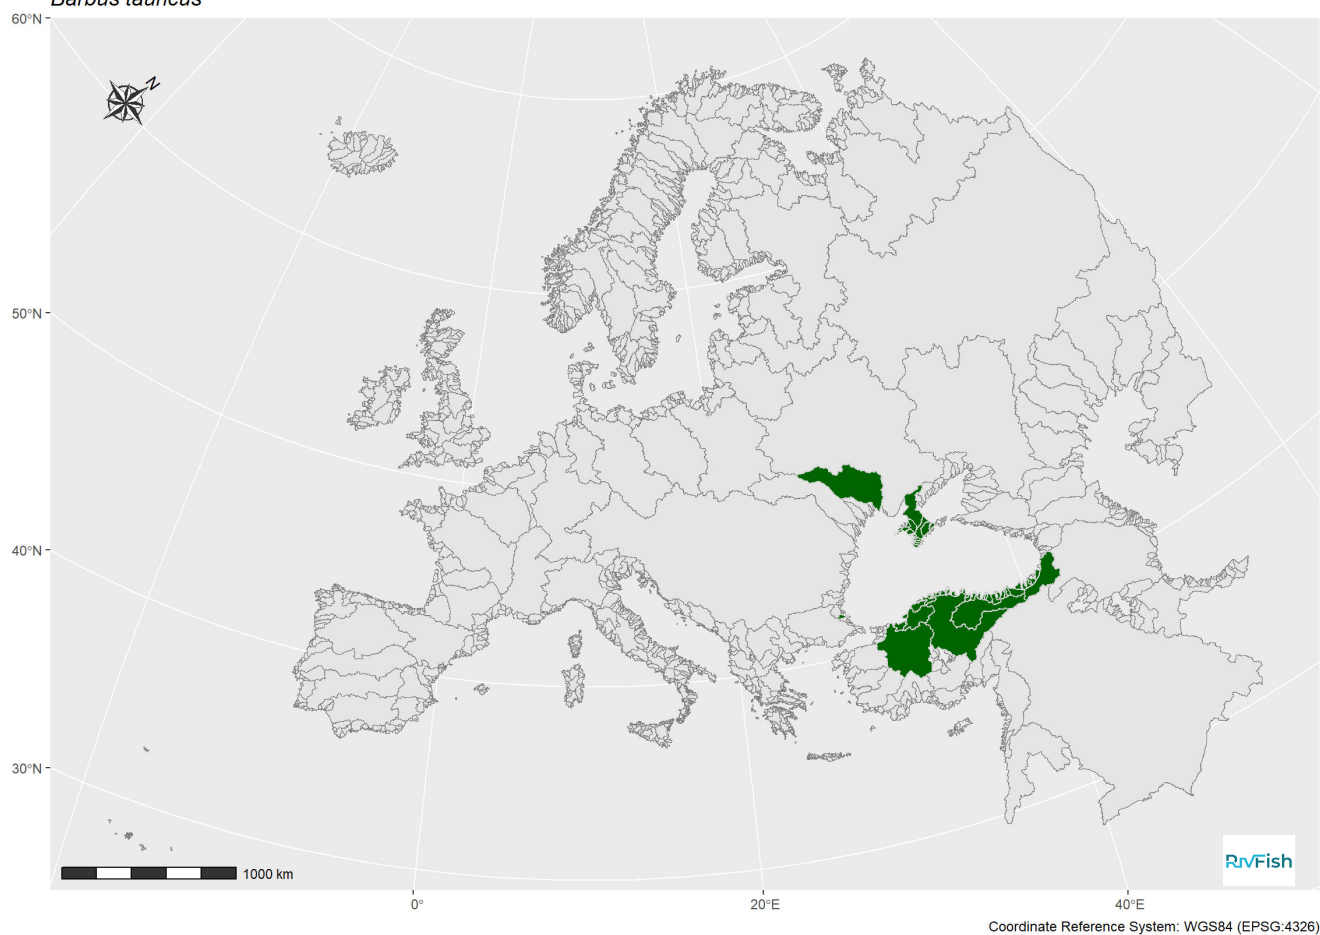 Barbus tauricus
60°N
N
50°N
40°N
30°N
1000 km
RIVFish
0°
20°E
40°E
Coordinate Reference System: WGS84 (EPSG:4326)